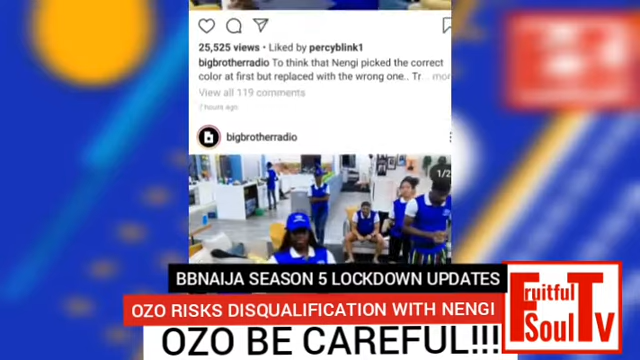 25,525 views • Liked by percyblink1
bigbrotherradio To think that Nengi picked the correct
color at first but replaced with the wrong one.. Tr... mor
View all 119 comments
7 hours ago
bigbrotherradio
1/2
BBNAIJA SEASON 5 LOCKDOWN UPDATES
OZO RISKS DISQUALIFICATION WITH NENGI
OZO BE CAREFUL!!!
Fruitful
Soul TV